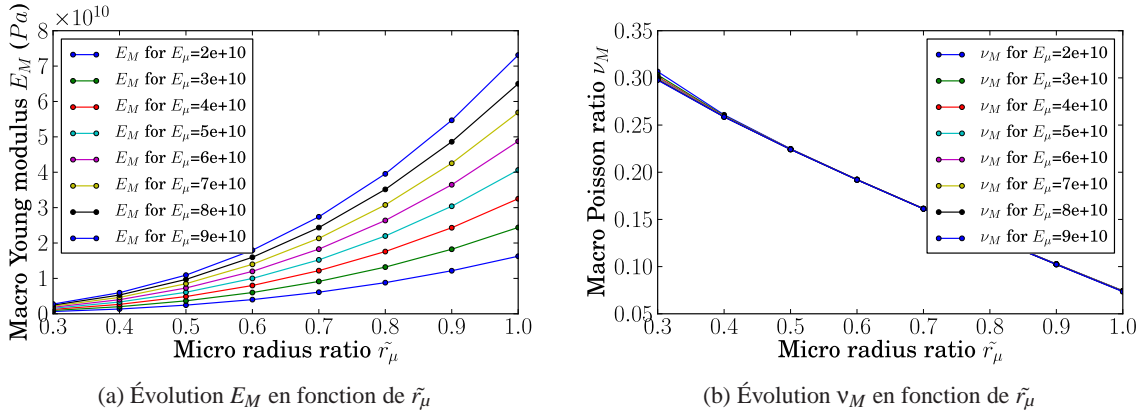 ×10^10
Macro Young modulus E_M (Pa)
8
7
6
5
4
3
2
1
0
E_M for E_μ=2e+10
E_M for E_μ=3e+10
E_M for E_μ=4e+10
E_M for E_μ=5e+10
E_M for E_μ=6e+10
E_M for E_μ=7e+10
E_M for E_μ=8e+10
E_M for E_μ=9e+10
0.3 0.4 0.5 0.6 0.7 0.8 0.9 1.0
Micro radius ratio r̃_μ
(a) Évolution E_M en fonction de r̃_μ
Macro Poisson ratio ν_M
0.30
0.25
0.20
0.15
0.10
0.05
ν_M for E_μ=2e+10
ν_M for E_μ=3e+10
ν_M for E_μ=4e+10
ν_M for E_μ=5e+10
ν_M for E_μ=6e+10
ν_M for E_μ=7e+10
ν_M for E_μ=8e+10
ν_M for E_μ=9e+10
0.3 0.4 0.5 0.6 0.7 0.8 0.9 1.0
Micro radius ratio r̃_μ
(b) Évolution ν_M en fonction de r̃_μ